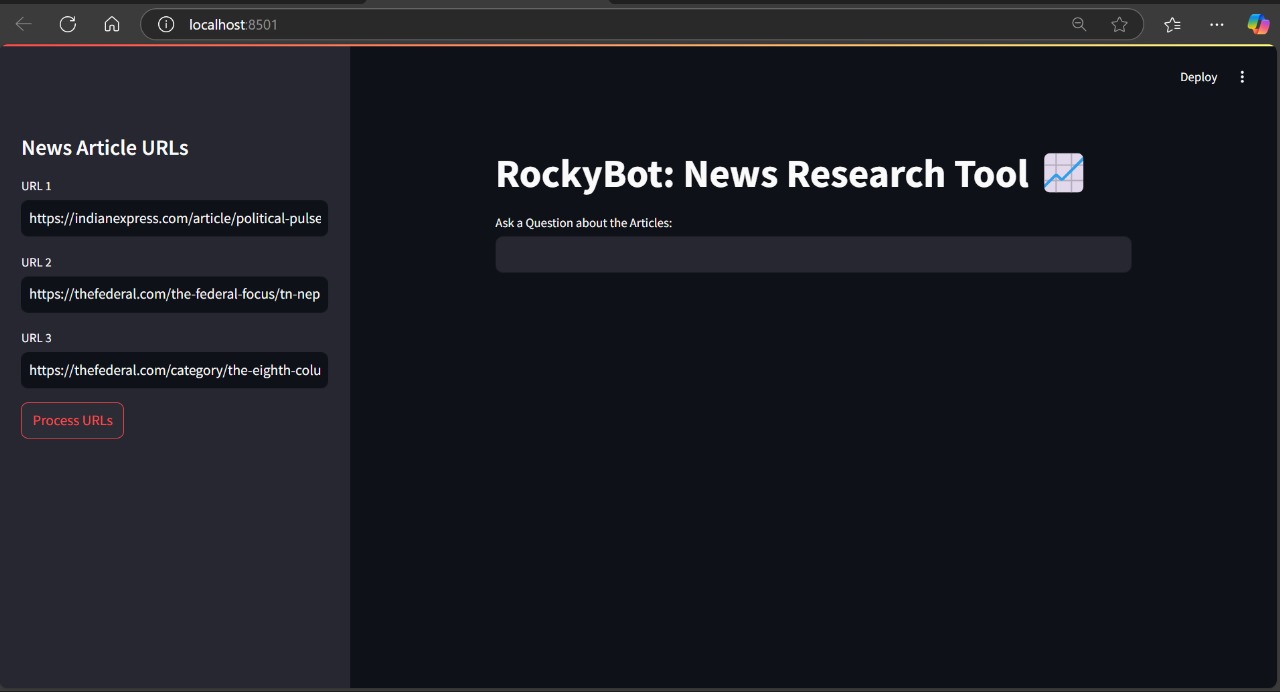 localhost:8501
Deploy
News Article URLs
URL 1
https://indianexpress.com/article/political-pulse
URL 2
https://thefederal.com/the-federal-focus/tn-nep
URL 3
https://thefederal.com/category/the-eighth-colu
Process URLs
RockyBot: News Research Tool
Ask a Question about the Articles: